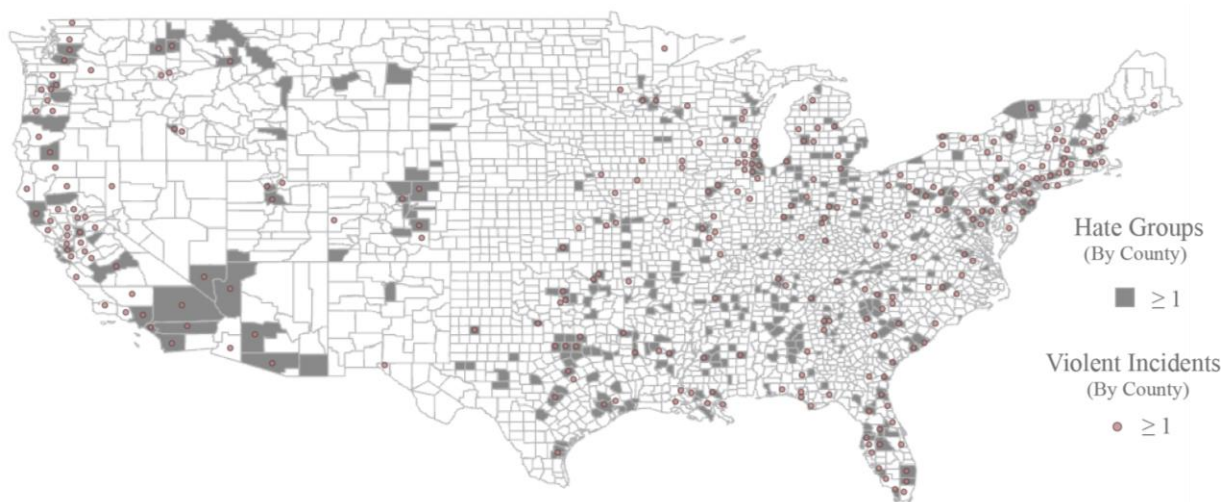 Hate Groups
(By County)
≥ 1
Violent Incidents
(By County)
≥ 1